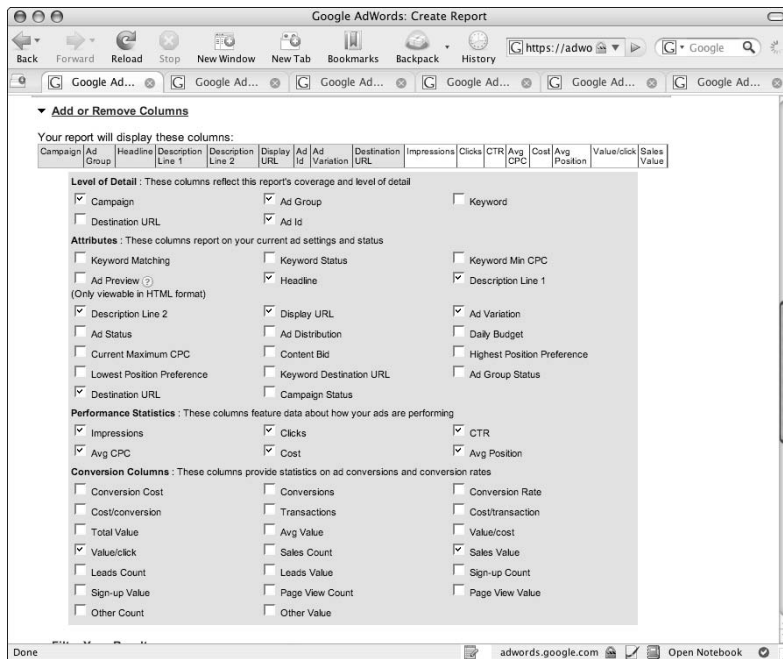 Google AdWords: Create Report
Back Forward Reload Stop New Window New Tab Bookmarks Backpack History https://adwo Google
Google Ad... Google Ad... Google Ad... Google Ad... Google Ad... Google Ad...
Add or Remove Columns
Your report will display these columns:
Campaign Ad Group Headline Description Line 1 Description Line 2 Display URL Ad Id Ad Variation Destination URL Impressions Clicks CTR Avg CPC Cost Avg Position Value/click Sales Value
Level of Detail : These columns reflect this report's coverage and level of detail
Campaign Ad Group Keyword
Destination URL Ad Id
Attributes : These columns report on your current ad settings and status
Keyword Matching Keyword Status Keyword Min CPC
Ad Preview ? Headline Description Line 1
(Only viewable in HTML format)
Description Line 2 Display URL Ad Variation
Ad Status Ad Distribution Daily Budget
Current Maximum CPC Content Bid Highest Position Preference
Lowest Position Preference Keyword Destination URL Ad Group Status
Destination URL Campaign Status
Performance Statistics : These columns feature data about how your ads are performing
Impressions Clicks CTR
Avg CPC Cost Avg Position
Conversion Columns : These columns provide statistics on ad conversions and conversion rates
Conversion Cost Conversions Conversion Rate
Cost/conversion Transactions Cost/transaction
Total Value Avg Value Value/cost
Value/click Sales Count Sales Value
Leads Count Leads Value Sign-up Count
Sign-up Value Page View Count Page View Value
Other Count Other Value
Done adwords.google.com Open Notebook